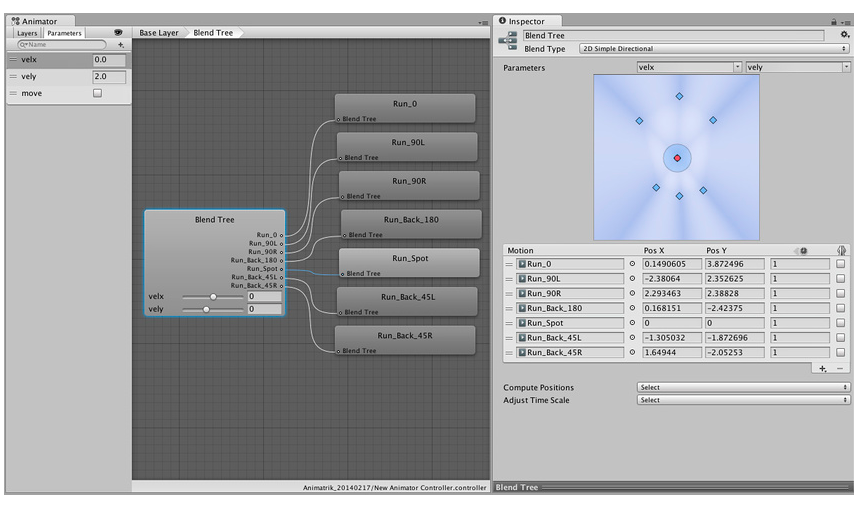 Animator
Layers Parameters
Name
velx 0.0
vely 2.0
move
Base Layer Blend Tree
Run_0
Blend Tree
Run_90L
Blend Tree
Run_90R
Blend Tree
Run_Back_180
Blend Tree
Run_Spot
Blend Tree
Run_Back_45L
Blend Tree
Run_Back_45R
Blend Tree
Blend Tree
Run_0
Run_90L
Run_90R
Run_Back_180
Run_Spot
Run_Back_45L
Run_Back_45R
velx 0
vely 0
Animatrik_20140217/New Animator Controller.controller
Inspector
Blend Tree
Blend Type 2D Simple Directional
Parameters velx vely
Motion Pos X Pos Y
Run_0 0.1490605 3.872496 1
Run_90L -2.38064 2.352625 1
Run_90R 2.293463 2.38828 1
Run_Back_180 0.168151 -2.42375 1
Run_Spot 0 0 1
Run_Back_45L -1.305032 -1.872696 1
Run_Back_45R 1.64944 -2.05253 1
Compute Positions Select
Adjust Time Scale Select
Blend Tree